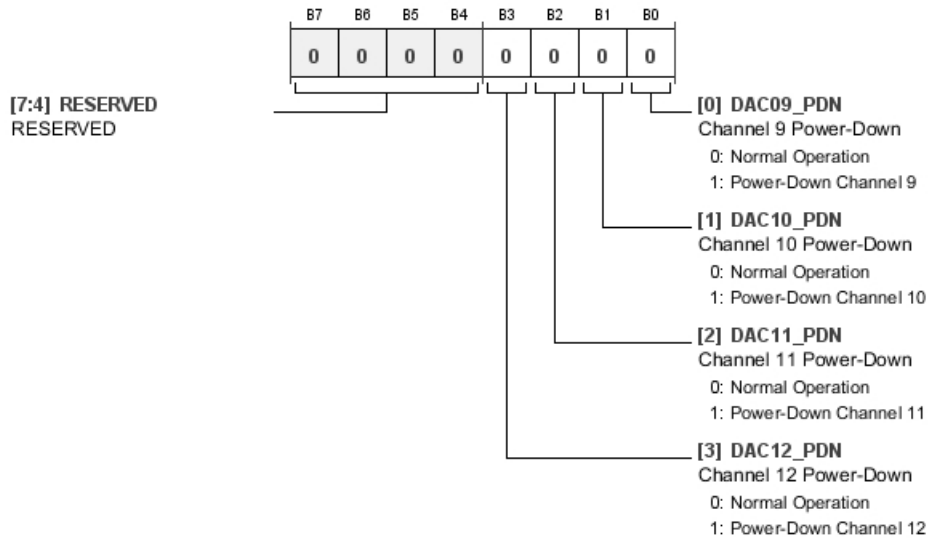 B7 B6 B5 B4 B3 B2 B1 B0
0 0 0 0 0 0 0 0
[7:4] RESERVED
RESERVED
[0] DAC09_PDN
Channel 9 Power-Down
0: Normal Operation
1: Power-Down Channel 9
[1] DAC10_PDN
Channel 10 Power-Down
0: Normal Operation
1: Power-Down Channel 10
[2] DAC11_PDN
Channel 11 Power-Down
0: Normal Operation
1: Power-Down Channel 11
[3] DAC12_PDN
Channel 12 Power-Down
0: Normal Operation
1: Power-Down Channel 12